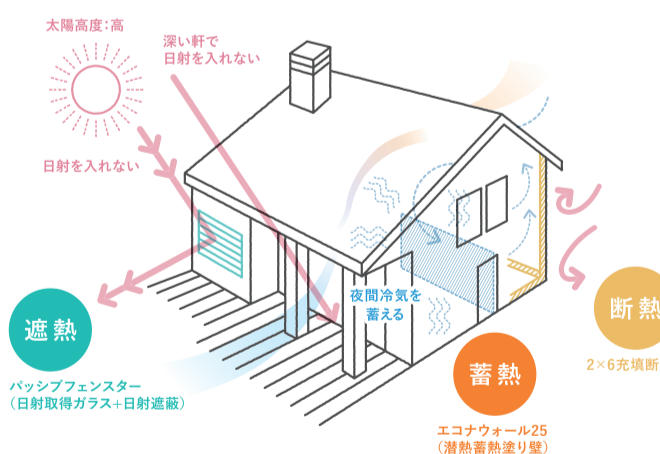 太陽高度:高
深い軒で
日射を入れない
日射を入れない
夜間冷気を
蓄える
遮熱
パッシブフェンスター
(日射取得ガラス+日射遮蔽)
蓄熱
エコナウォール25
(潜熱蓄熱塗り壁)
断熱
2×6充填断